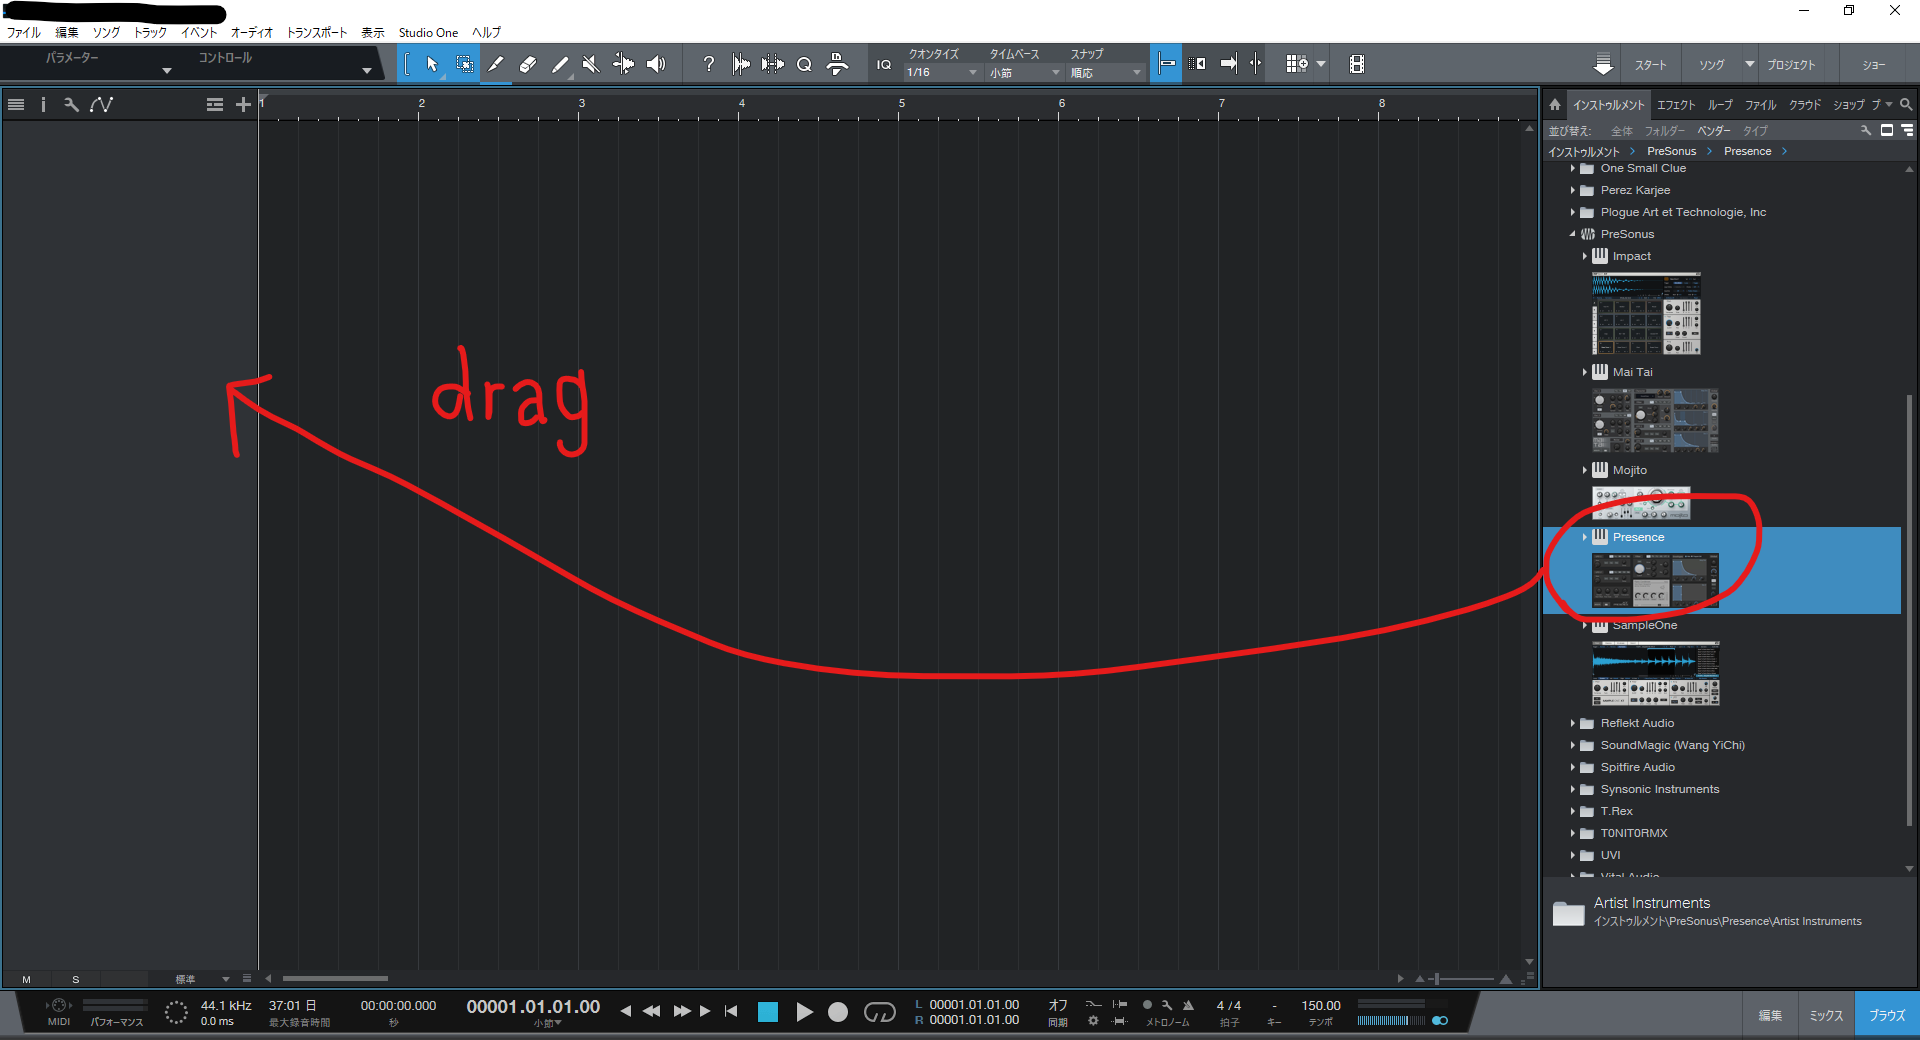 ファイル 編集 ソング トラック イベント オーディオ トランスポート 表示 Studio One ヘルプ
パラメーター コントロール
IQ クオンタイズ 1/16 タイムベース 小節 スナップ 順応
スタート ソング プロジェクト ショー
1 2 3 4 5 6 7 8
インストゥルメント エフェクト ループ ファイル クラウド ショップ プ
並び替え: 全体 フォルダー ベンダー タイプ
インストゥルメント > PreSonus > Presence >
One Small Clue
Perez Karjee
Plogue Art et Technologie, Inc
PreSonus
Impact
Mai Tai
Mojito
Presence
SampleOne
Reflekt Audio
SoundMagic (Wang YiChi)
Spitfire Audio
Synsonic Instruments
T.Rex
T0NIT0RMX
UVI
Vital Audio
drag
Artist Instruments
インストゥルメント\PreSonus\Presence\Artist Instruments
M S 標準
MIDI パフォーマンス
44.1 kHz
0.0 ms
37:01 日
最大録音時間
00:00:00.000
秒
00001.01.01.00
小節
L 00001.01.01.00
R 00001.01.01.00
オフ
同期
メトロノーム
4 / 4
拍子
-
キー
150.00
テンポ
編集 ミックス ブラウズ